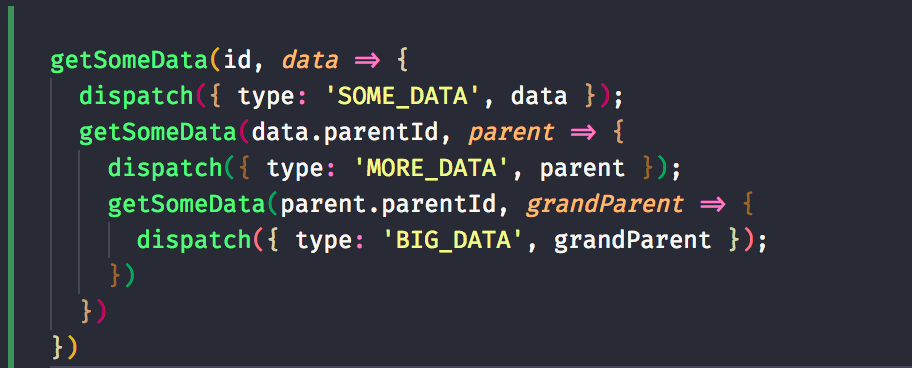 getSomeData(id, data => {
  dispatch({ type: 'SOME_DATA', data });
  getSomeData(data.parentId, parent => {
    dispatch({ type: 'MORE_DATA', parent });
    getSomeData(parent.parentId, grandParent => {
      dispatch({ type: 'BIG_DATA', grandParent });
    })
  })
})